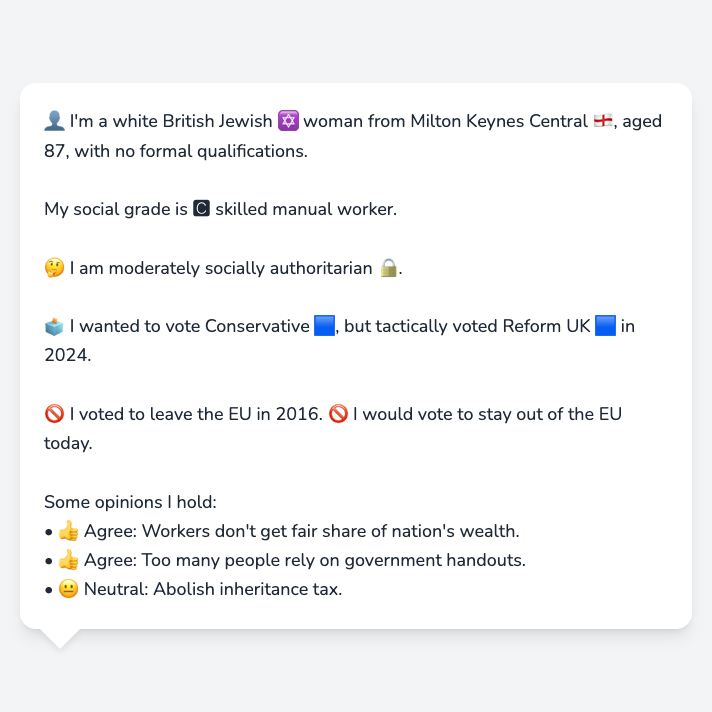 👤 I'm a white British Jewish ✡️ woman from Milton Keynes Central 🏴󠁧󠁢󠁥󠁮󠁧󠁿, aged
87, with no formal qualifications.
My social grade is 🅲 skilled manual worker.
🤔 I am moderately socially authoritarian 🔒.
🗳️ I wanted to vote Conservative 🟦, but tactically voted Reform UK 🟦 in
2024.
🚫 I voted to leave the EU in 2016. 🚫 I would vote to stay out of the EU
today.
Some opinions I hold:
• 👍 Agree: Workers don't get fair share of nation's wealth.
• 👍 Agree: Too many people rely on government handouts.
• 😐 Neutral: Abolish inheritance tax.